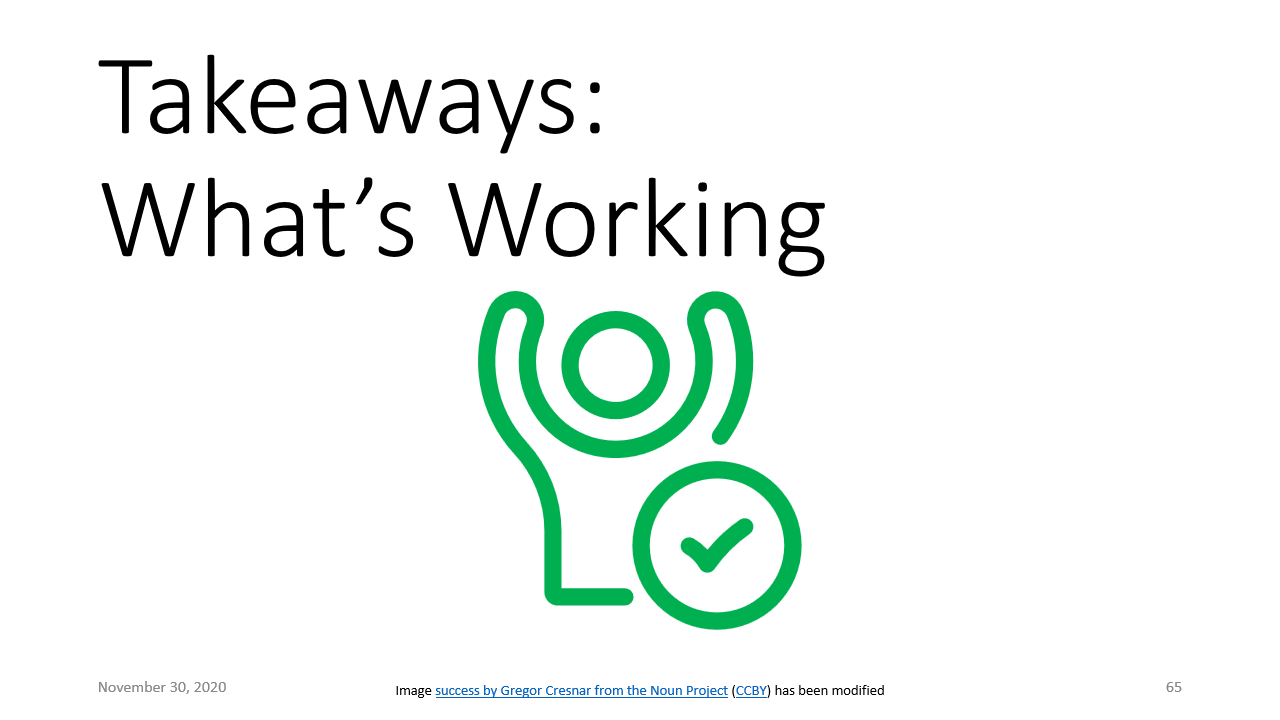 Takeaways:
What’s Working
November 30, 2020
Image success by Gregor Cresnar from the Noun Project (CCBY) has been modified
65